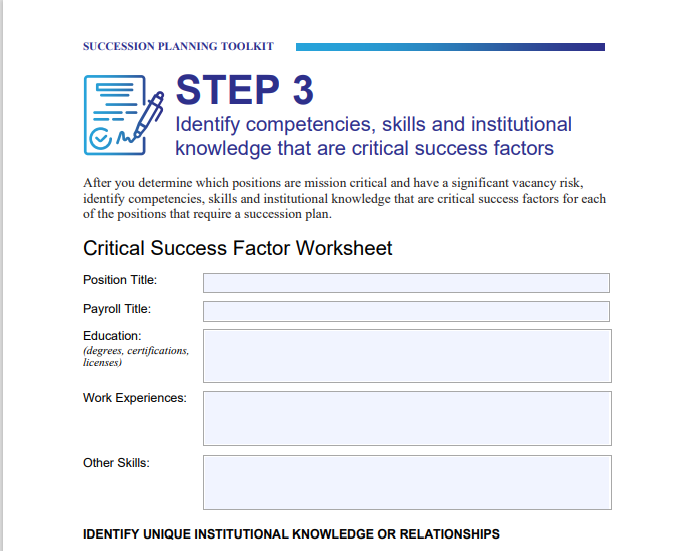 SUCCESSION PLANNING TOOLKIT
STEP 3
Identify competencies, skills and institutional
knowledge that are critical success factors
After you determine which positions are mission critical and have a significant vacancy risk,
identify competencies, skills and institutional knowledge that are critical success factors for each
of the positions that require a succession plan.
Critical Success Factor Worksheet
Position Title:
Payroll Title:
Education:
(degrees, certifications,
licenses)
Work Experiences:
Other Skills:
IDENTIFY UNIQUE INSTITUTIONAL KNOWLEDGE OR RELATIONSHIPS